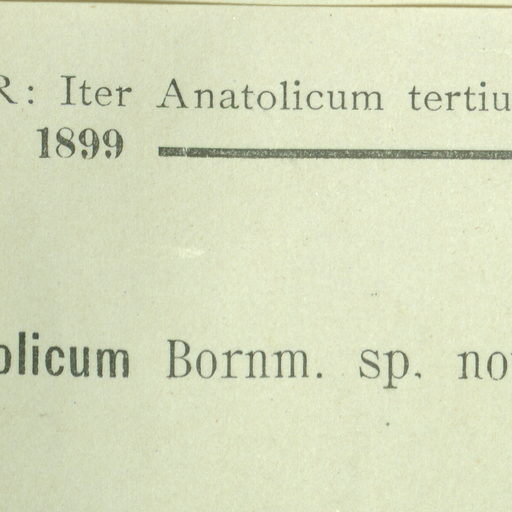 R: Iter Anatolicum tertiu
1899
olicum Bornm. sp. no